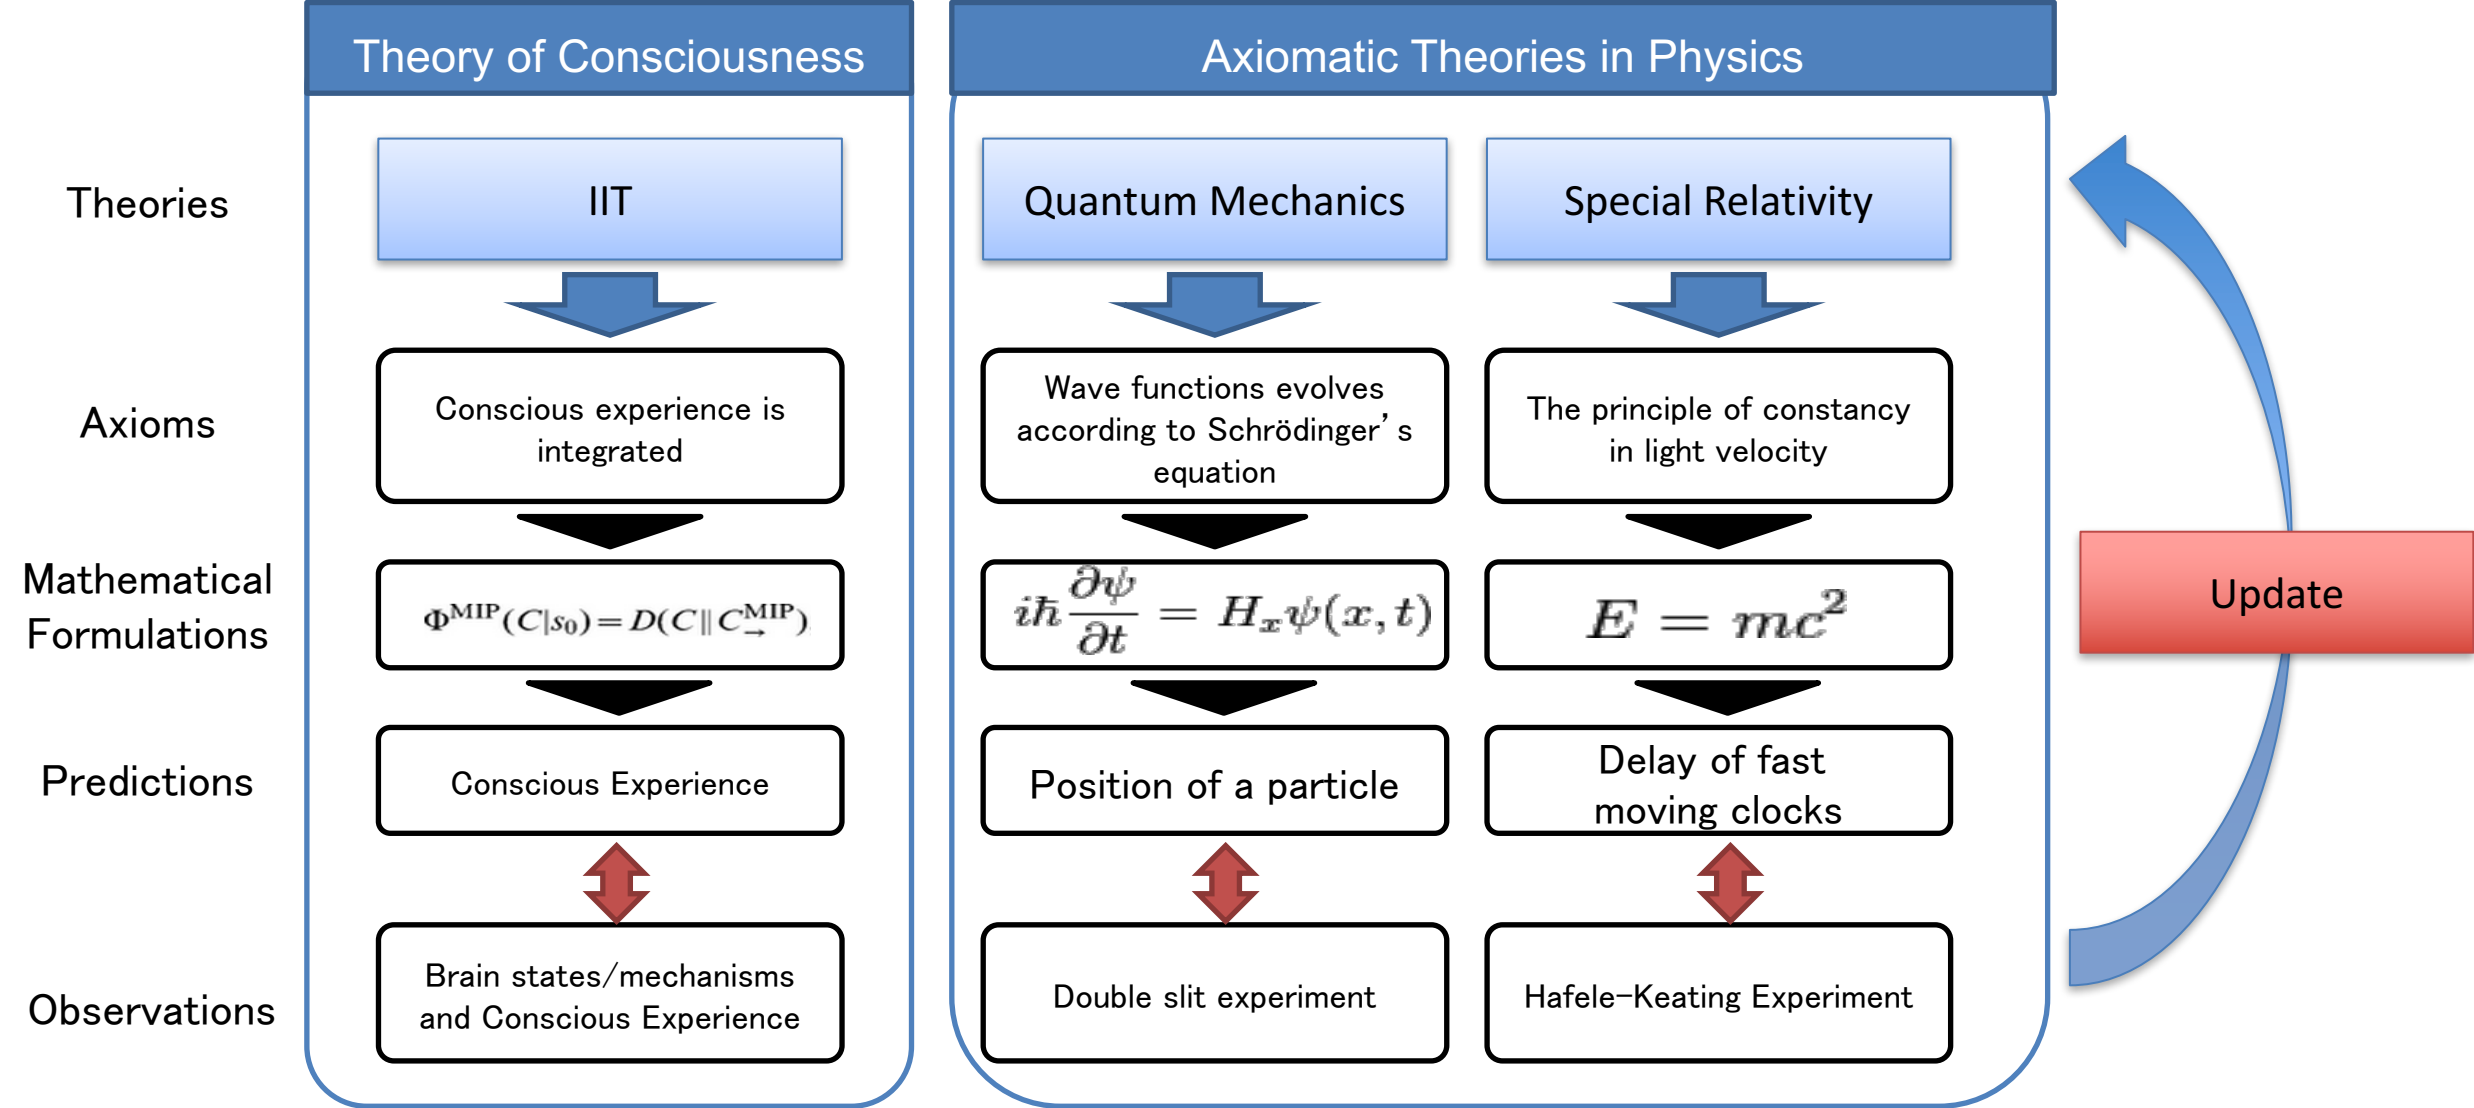 Theory of Consciousness
Axiomatic Theories in Physics
Theories
IIT
Quantum Mechanics
Special Relativity
Axioms
Conscious experience is
integrated
Wave functions evolves
according to Schrödinger's
equation
The principle of constancy
in light velocity
Mathematical
Formulations
Φ^MIP(C|s₀)=D(C∥C→^MIP)
iħ ∂ψ/∂t = Hₓψ(x,t)
E = mc²
Update
Predictions
Conscious Experience
Position of a particle
Delay of fast
moving clocks
Observations
Brain states/mechanisms
and Conscious Experience
Double slit experiment
Hafele-Keating Experiment